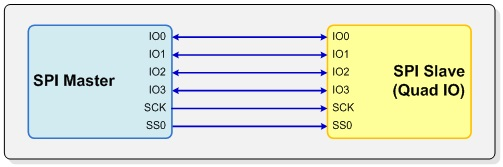 IO0 IO0
IO1 IO1
IO2 IO2
SPI Master IO3 IO3 SPI Slave
(Quad IO)
SCK SCK
SS0 SS0